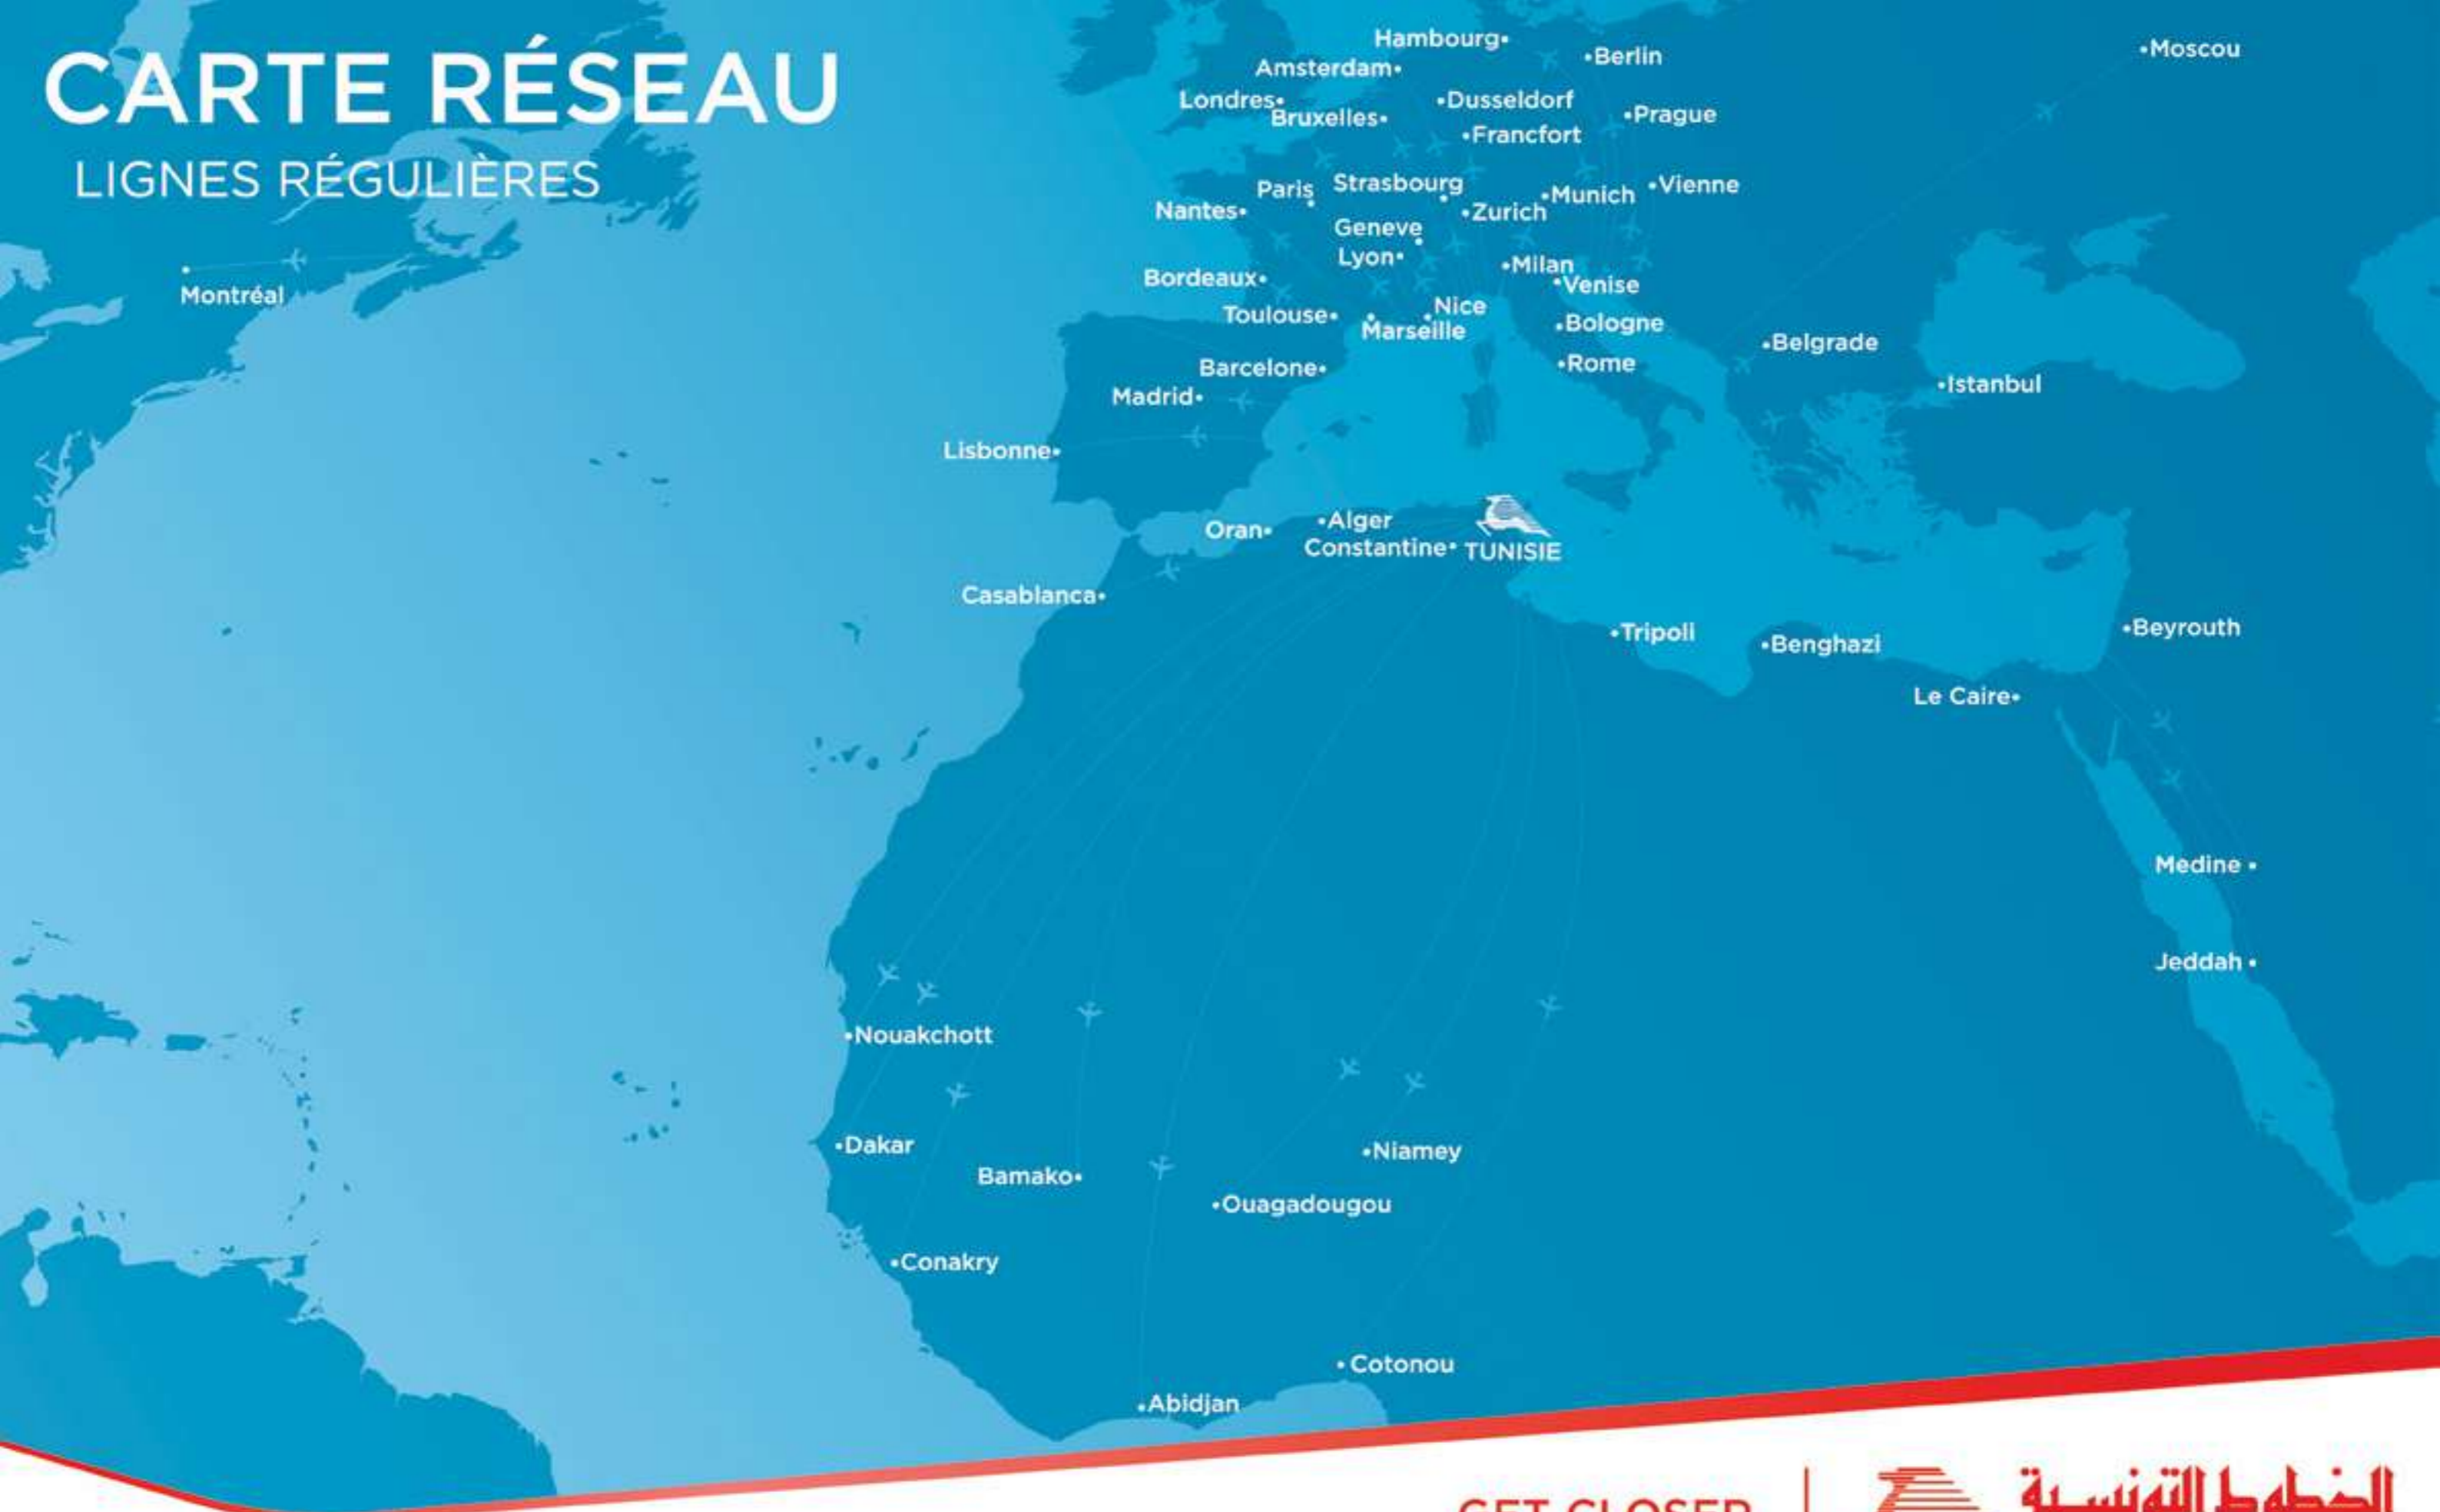 CARTE RÉSEAU
LIGNES RÉGULIÈRES
Hambourg
Berlin
Moscou
Amsterdam
Londres
Dusseldorf
Bruxelles
Prague
Francfort
Paris
Strasbourg
Munich
Vienne
Nantes
Zurich
Geneve
Lyon
Milan
Bordeaux
Venise
Montréal
Toulouse
Nice
Marseille
Bologne
Belgrade
Barcelone
Rome
Madrid
Istanbul
Lisbonne
Oran
Alger
Constantine
TUNISIE
Casablanca
Tripoli
Benghazi
Beyrouth
Le Caire
Medine
Jeddah
Nouakchott
Dakar
Niamey
Bamako
Ouagadougou
Conakry
Cotonou
Abidjan
GET CLOSER
الخطوط التونسية